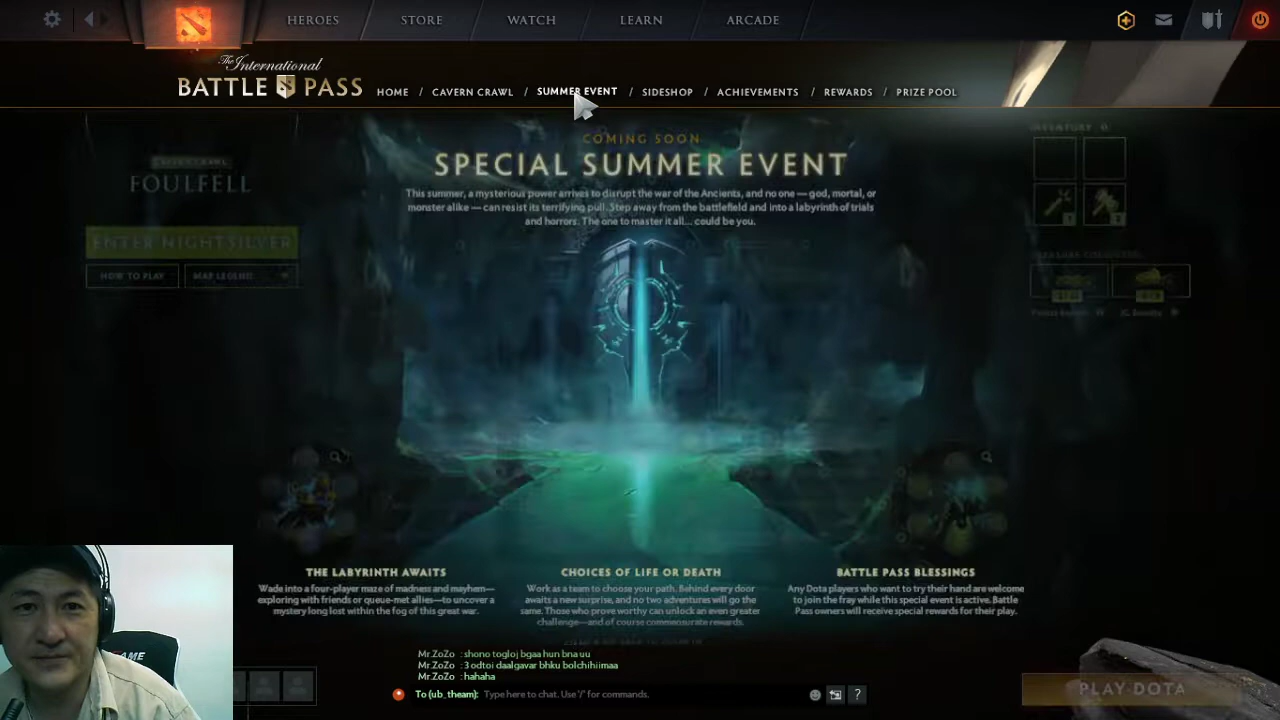 HEROES
STORE
WATCH
LEARN
ARCADE
The International
BATTLE PASS
HOME / CAVERN CRAWL / SUMMER EVENT / SIDESHOP / ACHIEVEMENTS / REWARDS / PRIZE POOL
COMING SOON
SPECIAL SUMMER EVENT
This summer, a mysterious power arrives to disrupt the war of the Ancients, and no one — god, mortal, or
monster alike — can resist its terrifying pull. Step away from the battlefield and into a labyrinth of trials
and horrors. The one to master it all... could be you.
CAVERN CRAWL
FOULFELL
ENTER NIGHTSILVER
HOW TO PLAY
MAP LEGEND
INVENTORY
THE LABYRINTH AWAITS
Wade into a four-player maze of madness and mayhem—
exploring with friends or queue-met allies—to uncover a
mystery long lost within the fog of this great war.
CHOICES OF LIFE OR DEATH
Work as a team to choose your path. Behind every door
awaits a new surprise, and no two adventures will go the
same. Those who prove worthy can unlock an even greater
challenge—and of course commensurate rewards.
BATTLE PASS BLESSINGS
Any Dota players who want to try their hand are welcome
to join the fray while this special event is active. Battle
Pass owners will receive special rewards for their play.
Mr.ZoZo : shono togloj bgaa hun bna uu
Mr.ZoZo : 3 odtoi daalgavar bhku bolchihiimaa
Mr.ZoZo : hahaha
To (ub_theam): Type here to chat. Use '/' for commands.
?
PLAY DOTA